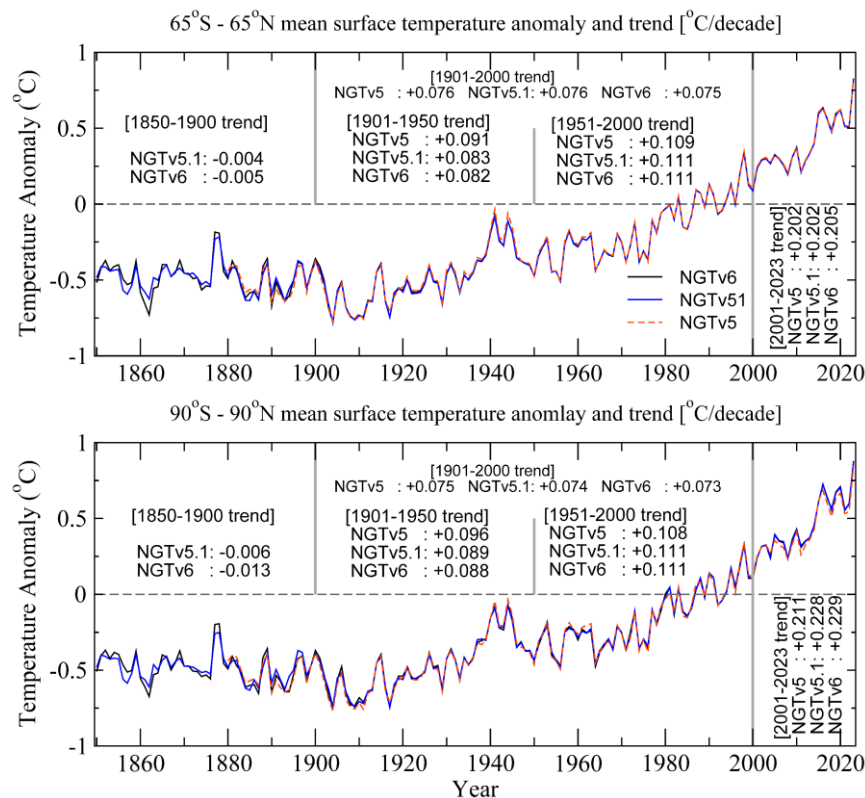 65°S - 65°N mean surface temperature anomaly and trend [°C/decade]
1
0.5
0
-0.5
-1
Temperature Anomaly (°C)
[1901-2000 trend]
NGTv5 : +0.076 NGTv5.1: +0.076 NGTv6 : +0.075
[1850-1900 trend]
NGTv5.1: -0.004
NGTv6 : -0.005
[1901-1950 trend]
NGTv5 : +0.091
NGTv5.1: +0.083
NGTv6 : +0.082
[1951-2000 trend]
NGTv5 : +0.109
NGTv5.1: +0.111
NGTv6 : +0.111
[2001-2023 trend]
NGTv5 : +0.202
NGTv5.1: +0.202
NGTv6 : +0.205
NGTv6
NGTv51
NGTv5
1860 1880 1900 1920 1940 1960 1980 2000 2020
90°S - 90°N mean surface temperature anomlay and trend [°C/decade]
1
0.5
0
-0.5
-1
Temperature Anomaly (°C)
[1901-2000 trend]
NGTv5 : +0.075 NGTv5.1: +0.074 NGTv6 : +0.073
[1850-1900 trend]
NGTv5.1: -0.006
NGTv6 : -0.013
[1901-1950 trend]
NGTv5 : +0.096
NGTv5.1: +0.089
NGTv6 : +0.088
[1951-2000 trend]
NGTv5 : +0.108
NGTv5.1: +0.111
NGTv6 : +0.111
[2001-2023 trend]
NGTv5 : +0.211
NGTv5.1: +0.228
NGTv6 : +0.229
1860 1880 1900 1920 1940 1960 1980 2000 2020
Year